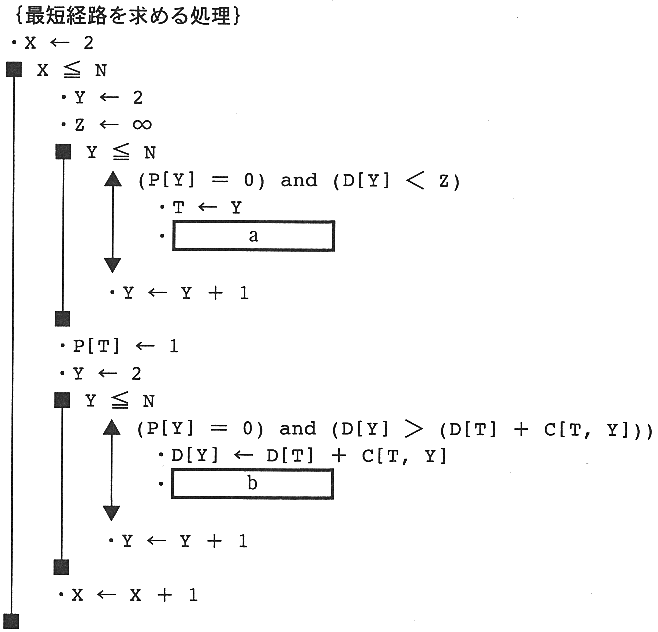 {最短経路を求める処理}
・X ← 2
X ≦ N
・Y ← 2
・Z ← ∞
Y ≦ N
(P[Y] = 0) and (D[Y] < Z)
・T ← Y
・ a
・Y ← Y + 1
・P[T] ← 1
・Y ← 2
Y ≦ N
(P[Y] = 0) and (D[Y] > (D[T] + C[T, Y]))
・D[Y] ← D[T] + C[T, Y]
・ b
・Y ← Y + 1
・X ← X + 1